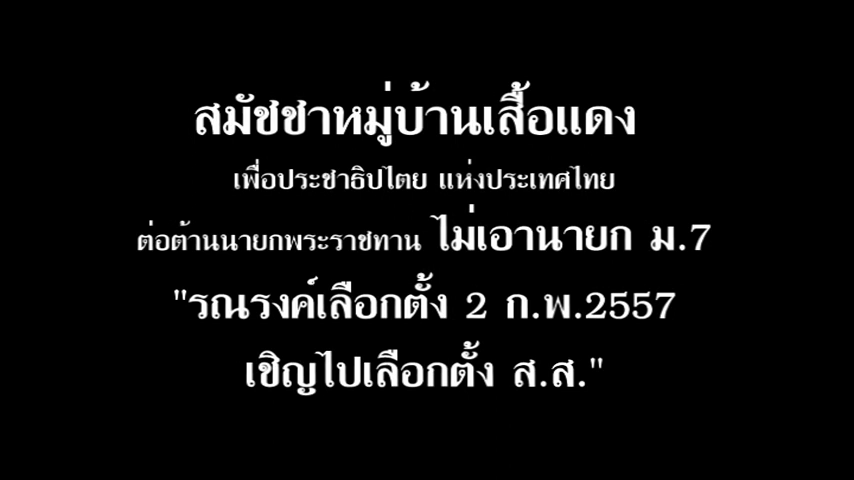 สมัชชาหมู่บ้านเสื้อแดง
เพื่อประชาธิปไตย แห่งประเทศไทย
ต่อต้านนายกพระราชทาน ไม่เอานายก ม.7
"รณรงค์เลือกตั้ง 2 ก.พ.2557
เชิญไปเลือกตั้ง ส.ส."